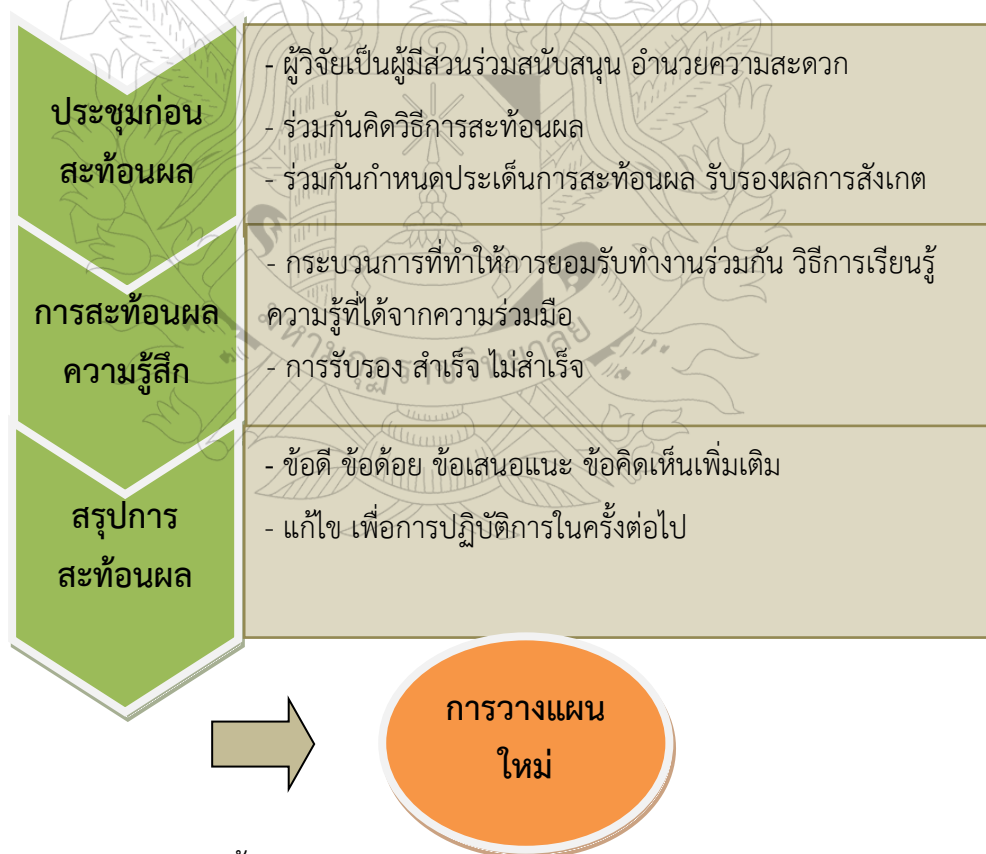 ประชุมก่อน
สะท้อนผล
- ผู้วิจัยเป็นผู้มีส่วนร่วมสนับสนุน อำนวยความสะดวก
- ร่วมกันคิดวิธีการสะท้อนผล
- ร่วมกันกำหนดประเด็นการสะท้อนผล รับรองผลการสังเกต
การสะท้อนผล
ความรู้สึก
- กระบวนการที่ทำให้การยอมรับทำงานร่วมกัน วิธีการเรียนรู้
ความรู้ที่ได้จากความร่วมมือ
- การรับรอง สำเร็จ ไม่สำเร็จ
มหามกุฏราชวิทยาลัย
สรุปการ
สะท้อนผล
- ข้อดี ข้อด้อย ข้อเสนอแนะ ข้อคิดเห็นเพิ่มเติม
- แก้ไข เพื่อการปฏิบัติการในครั้งต่อไป
การวางแผน
ใหม่